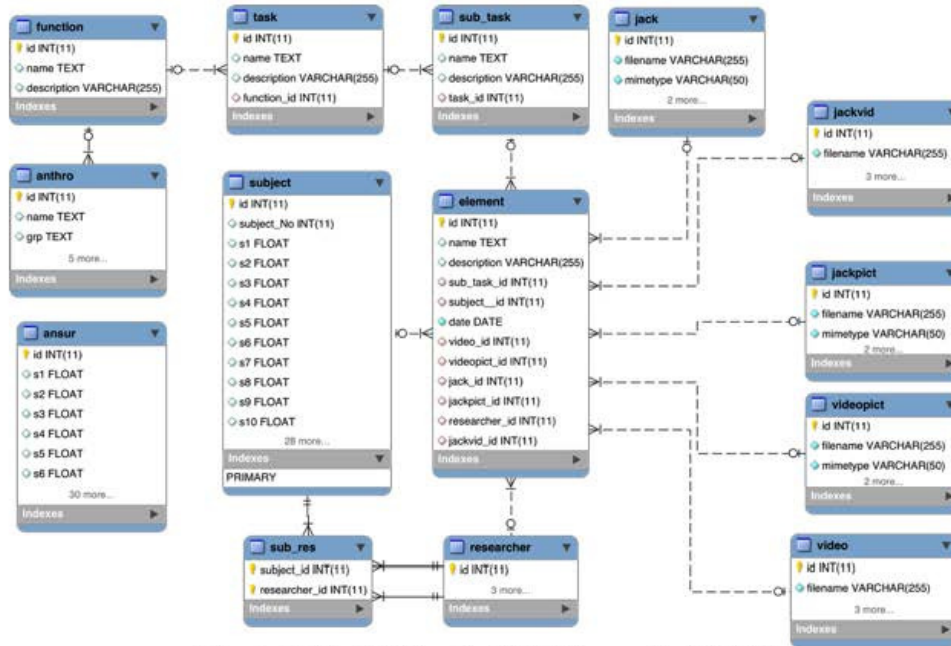 function
id INT(11)
name TEXT
description VARCHAR(255)
Indexes
task
id INT(11)
name TEXT
description VARCHAR(255)
function_id INT(11)
Indexes
sub_task
id INT(11)
name TEXT
description VARCHAR(255)
task_id INT(11)
Indexes
jack
id INT(11)
filename VARCHAR(255)
mimetype VARCHAR(50)
2 more...
Indexes
jackvid
id INT(11)
filename VARCHAR(255)
3 more...
Indexes
anthro
id INT(11)
name TEXT
grp TEXT
5 more...
Indexes
subject
id INT(11)
subject_No INT(11)
s1 FLOAT
s2 FLOAT
s3 FLOAT
s4 FLOAT
s5 FLOAT
s6 FLOAT
s7 FLOAT
s8 FLOAT
s9 FLOAT
s10 FLOAT
28 more...
Indexes
PRIMARY
element
id INT(11)
name TEXT
description VARCHAR(255)
sub_task_id INT(11)
subject__id INT(11)
date DATE
video_id INT(11)
videopict_id INT(11)
jack_id INT(11)
jackpict_id INT(11)
researcher_id INT(11)
jackvid_id INT(11)
Indexes
jackpict
id INT(11)
filename VARCHAR(255)
mimetype VARCHAR(50)
2 more...
Indexes
ansur
id INT(11)
s1 FLOAT
s2 FLOAT
s3 FLOAT
s4 FLOAT
s5 FLOAT
s6 FLOAT
30 more...
Indexes
videopict
id INT(11)
filename VARCHAR(255)
mimetype VARCHAR(50)
2 more...
Indexes
sub_res
subject_id INT(11)
researcher_id INT(11)
Indexes
researcher
id INT(11)
3 more...
Indexes
video
id INT(11)
filename VARCHAR(255)
3 more...
Indexes